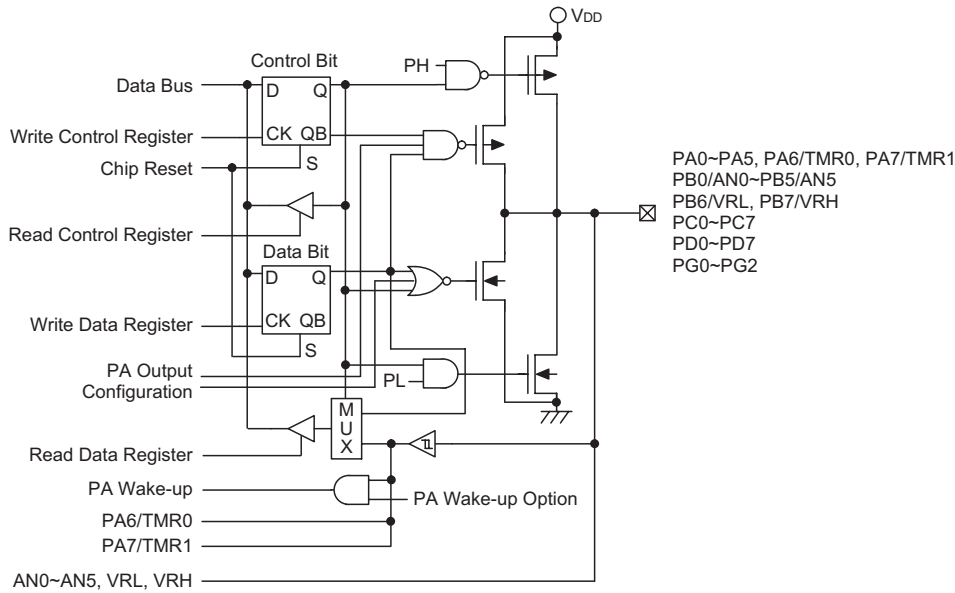 VDD
Control Bit
PH
Data Bus
D Q
Write Control Register
CK QB
Chip Reset
S
PA0~PA5, PA6/TMR0, PA7/TMR1
PB0/AN0~PB5/AN5
PB6/VRL, PB7/VRH
PC0~PC7
PD0~PD7
PG0~PG2
Read Control Register
Data Bit
D Q
Write Data Register
CK QB
S
PA Output
Configuration
PL
M
U
X
Read Data Register
PA Wake-up
PA Wake-up Option
PA6/TMR0
PA7/TMR1
AN0~AN5, VRL, VRH